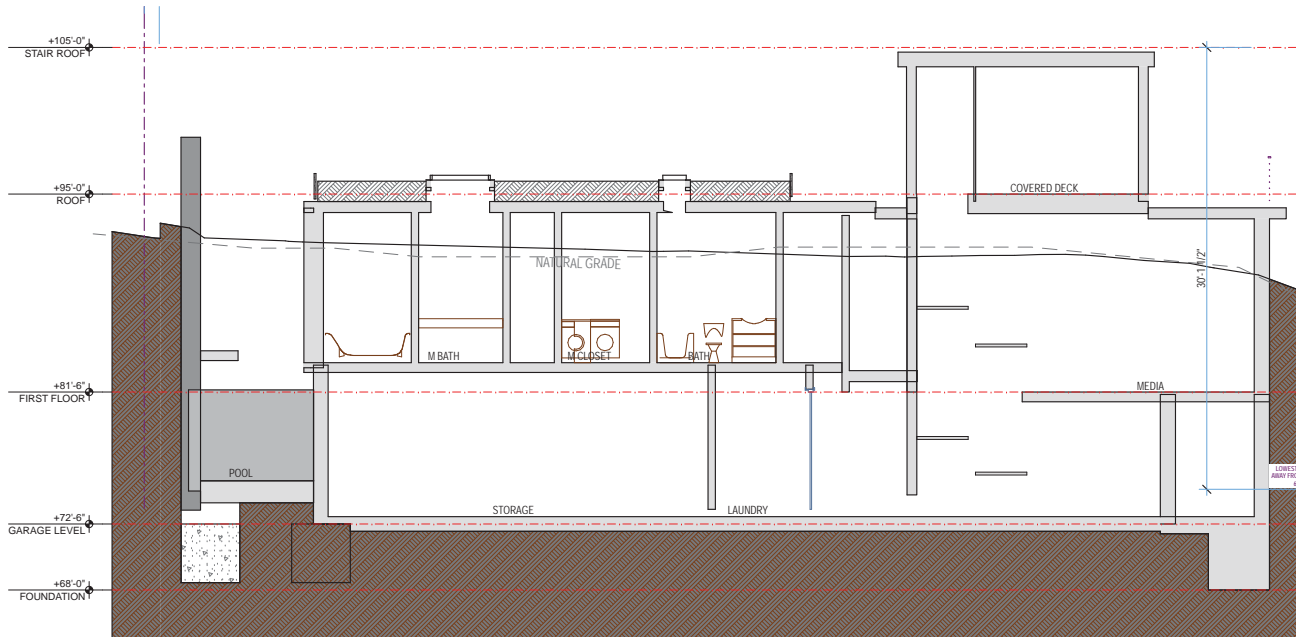 +105'-0"
STAIR ROOF
+95'-0"
ROOF
COVERED DECK
NATURAL GRADE
30'-1 1/2"
M BATH
M CLOSET
BATH
+81'-6"
FIRST FLOOR
MEDIA
POOL
LOWEST
AWAY FRO
STORAGE
LAUNDRY
+72'-6"
GARAGE LEVEL
+68'-0"
FOUNDATION